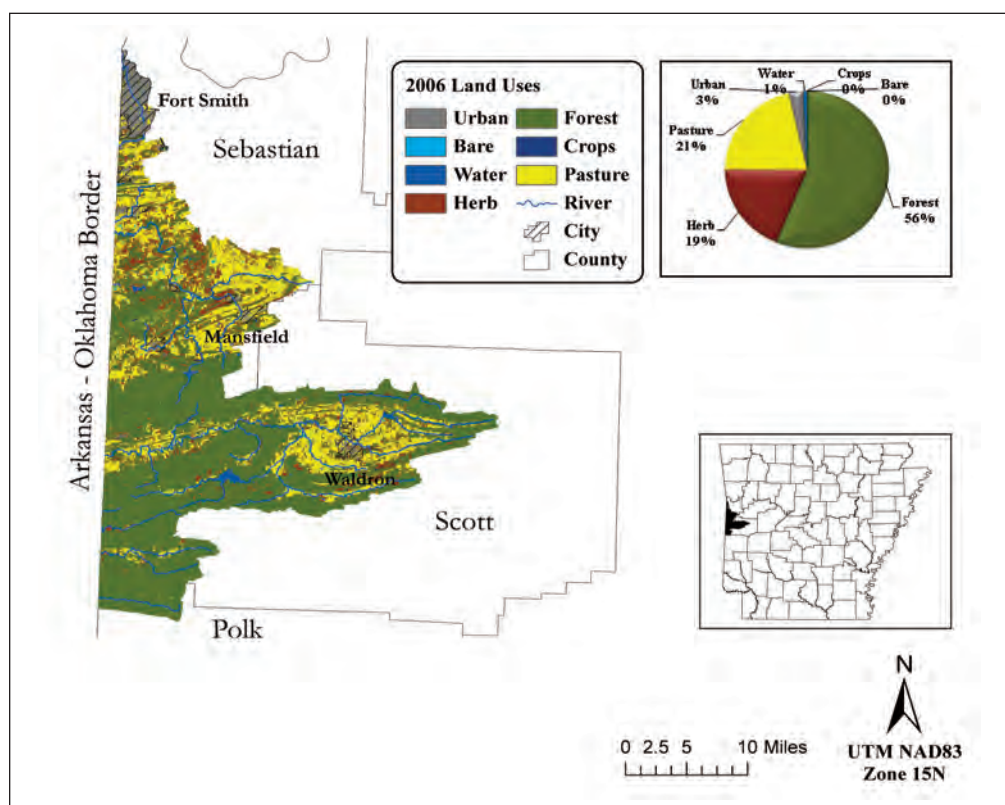 Fort Smith
Sebastian
Mansfield
Waldron
Scott
Polk
Arkansas - Oklahoma Border
2006 Land Uses
Urban
Forest
Bare
Crops
Water
Pasture
Herb
River
City
County
Urban
3%
Water
1%
Crops
0%
Bare
0%
Pasture
21%
Herb
19%
Forest
56%
N
UTM NAD83
Zone 15N
0 2.5 5 10 Miles